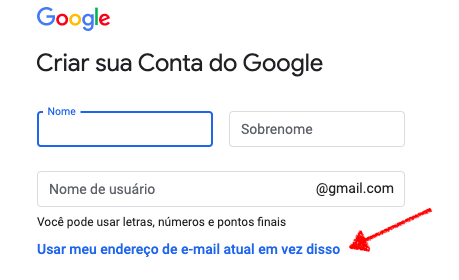 Google
Criar sua Conta do Google
Nome
Sobrenome
Nome de usuário @gmail.com
Você pode usar letras, números e pontos finais
Usar meu endereço de e-mail atual em vez disso